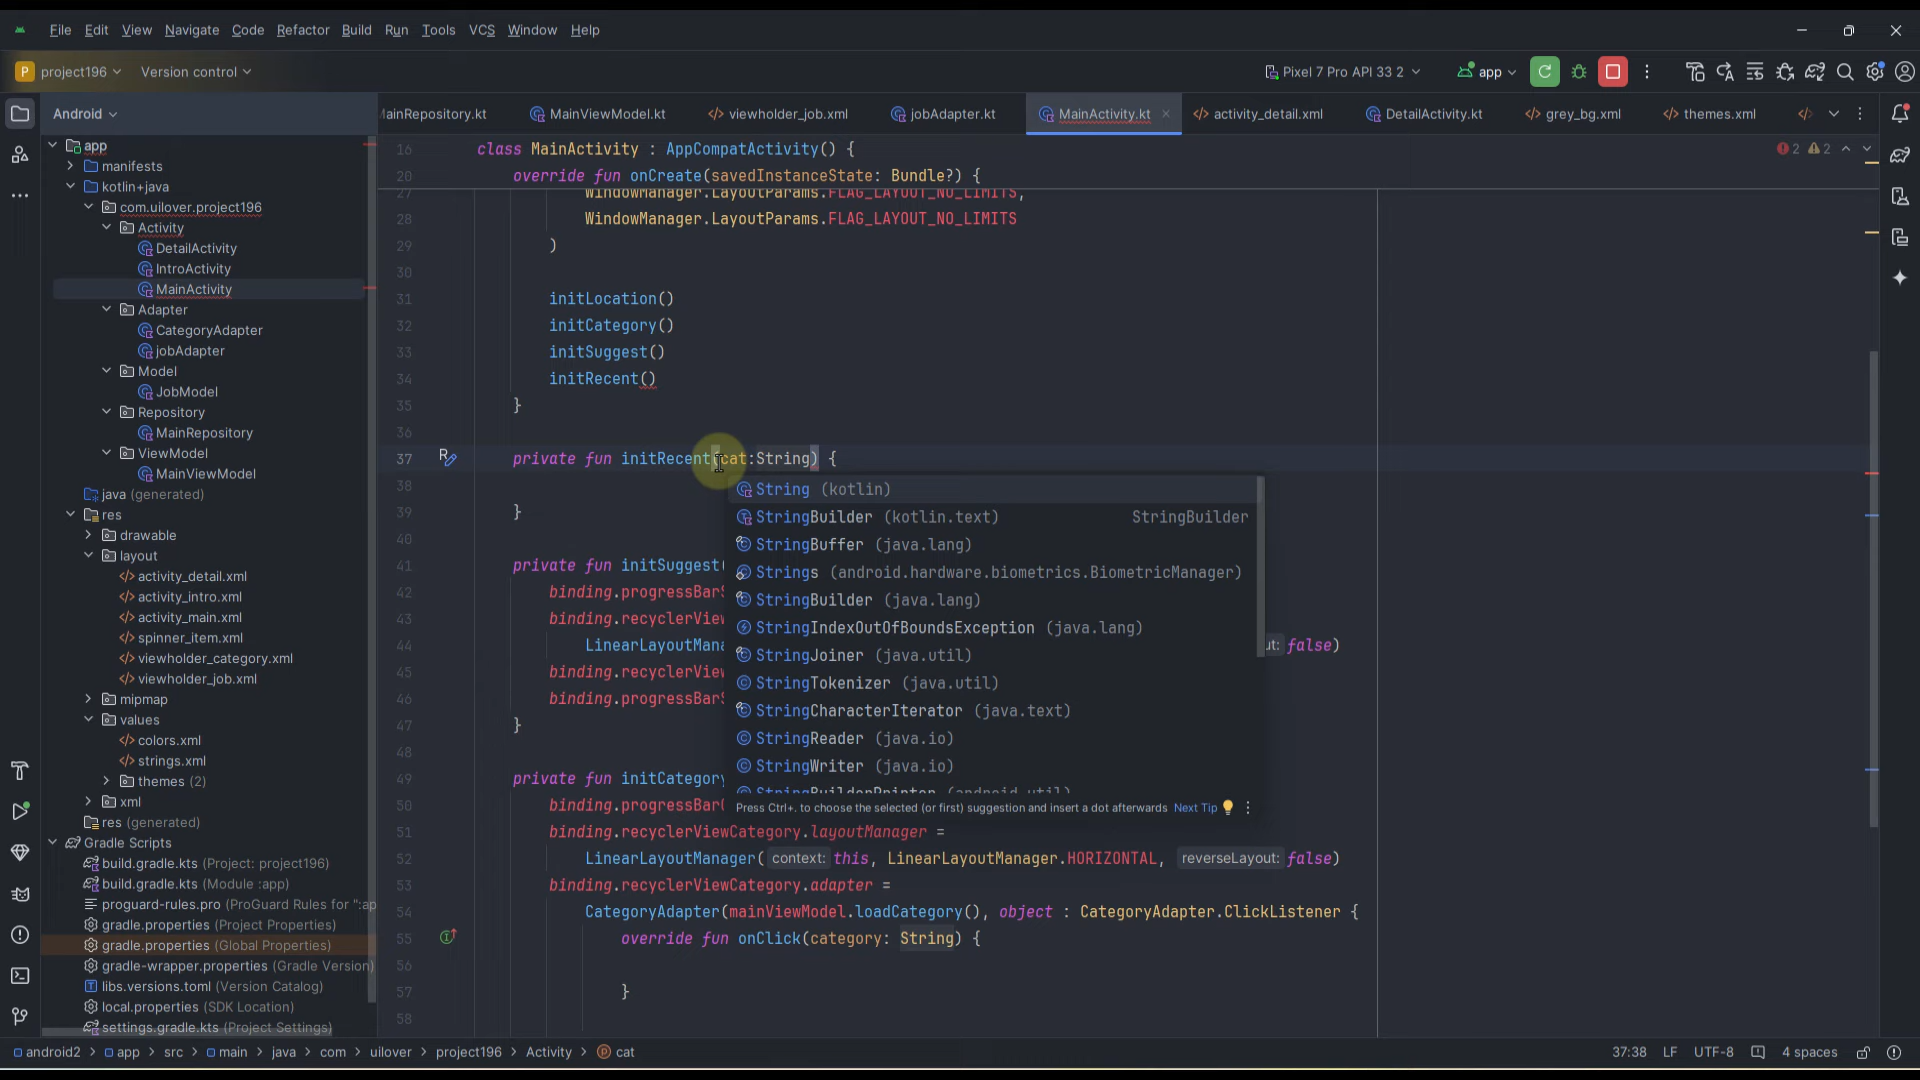 File Edit View Navigate Code Refactor Build Run Tools VCS Window Help
P project196 Version control Pixel 7 Pro API 33 2 app
Android
MainRepository.kt MainViewModel.kt viewholder_job.xml jobAdapter.kt MainActivity.kt activity_detail.xml DetailActivity.kt grey_bg.xml themes.xml
app
manifests
kotlin+java
com.uilover.project196
Activity
DetailActivity
IntroActivity
MainActivity
Adapter
CategoryAdapter
jobAdapter
Model
JobModel
Repository
MainRepository
ViewModel
MainViewModel
java (generated)
res
drawable
layout
activity_detail.xml
activity_intro.xml
activity_main.xml
spinner_item.xml
viewholder_category.xml
viewholder_job.xml
mipmap
values
colors.xml
strings.xml
themes (2)
xml
res (generated)
Gradle Scripts
build.gradle.kts (Project: project196)
build.gradle.kts (Module :app)
proguard-rules.pro (ProGuard Rules for ":ap
gradle.properties (Project Properties)
gradle.properties (Global Properties)
gradle-wrapper.properties (Gradle Version)
libs.versions.toml (Version Catalog)
local.properties (SDK Location)
settings.gradle.kts (Project Settings)
16 class MainActivity : AppCompatActivity() { 2 2
20 override fun onCreate(savedInstanceState: Bundle?) {
27 WindowManager.LayoutParams.FLAG_LAYOUT_NO_LIMITS,
28 WindowManager.LayoutParams.FLAG_LAYOUT_NO_LIMITS
29 )
30
31 initLocation()
32 initCategory()
33 initSuggest()
34 initRecent()
35 }
36
37 private fun initRecent(cat:String) {
38
39 }
40
41 private fun initSuggest(
42 binding.progressBarS
43 binding.recyclerView
44 LinearLayoutMana ut: false)
45 binding.recyclerView
46 binding.progressBarS
47 }
48
49 private fun initCategory
50 binding.progressBar
51 binding.recyclerViewCategory.layoutManager =
52 LinearLayoutManager( context: this, LinearLayoutManager.HORIZONTAL, reverseLayout: false)
53 binding.recyclerViewCategory.adapter =
54 CategoryAdapter(mainViewModel.loadCategory(), object : CategoryAdapter.ClickListener {
55 override fun onClick(category: String) {
56
57 }
58
String (kotlin)
StringBuilder (kotlin.text) StringBuilder
StringBuffer (java.lang)
Strings (android.hardware.biometrics.BiometricManager)
StringBuilder (java.lang)
StringIndexOutOfBoundsException (java.lang)
StringJoiner (java.util)
StringTokenizer (java.util)
StringCharacterIterator (java.text)
StringReader (java.io)
StringWriter (java.io)
StringBuilderPrinter (android.util)
Press Ctrl+. to choose the selected (or first) suggestion and insert a dot afterwards Next Tip
android2 > app > src > main > java > com > uilover > project196 > Activity > cat 37:38 LF UTF-8 4 spaces